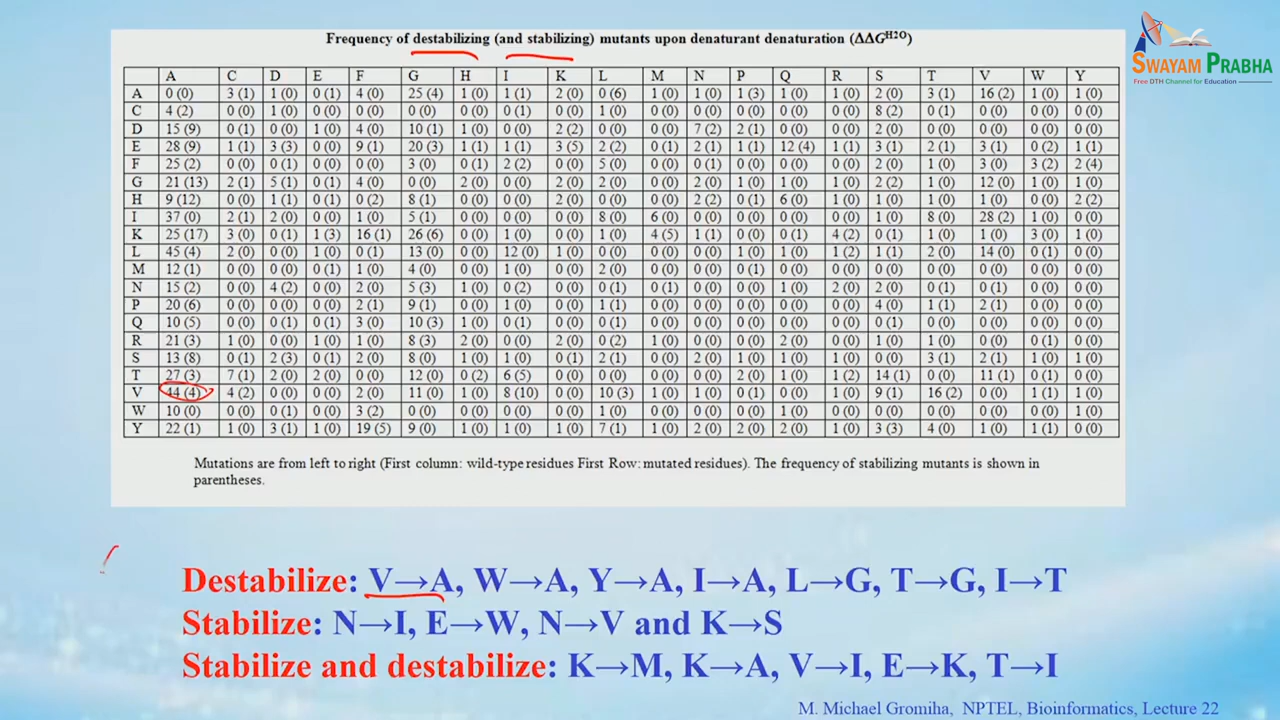 SWAYAM PRABHA
Free DTH Channel for Education
Frequency of destabilizing (and stabilizing) mutants upon denaturant denaturation (ΔΔG^H2O)
A C D E F G H I K L M N P Q R S T V W Y
A 0 (0) 3 (1) 1 (0) 0 (1) 4 (0) 25 (4) 1 (0) 1 (1) 2 (0) 0 (6) 1 (0) 1 (0) 1 (3) 1 (0) 1 (0) 2 (0) 3 (1) 16 (2) 1 (0) 1 (0)
C 4 (2) 0 (0) 1 (0) 0 (0) 0 (0) 0 (0) 0 (0) 0 (1) 0 (0) 1 (0) 0 (0) 0 (0) 0 (0) 0 (0) 0 (0) 8 (2) 0 (1) 0 (0) 0 (0) 0 (0)
D 15 (9) 0 (1) 0 (0) 1 (0) 4 (0) 10 (1) 1 (0) 0 (0) 2 (2) 0 (0) 0 (0) 7 (2) 2 (1) 0 (0) 0 (0) 2 (0) 0 (0) 0 (0) 0 (0) 0 (0)
E 28 (9) 1 (1) 3 (3) 0 (0) 9 (1) 20 (3) 1 (1) 1 (1) 3 (5) 2 (2) 0 (1) 2 (1) 1 (1) 12 (4) 1 (1) 3 (1) 2 (1) 3 (1) 0 (2) 1 (1)
F 25 (2) 0 (0) 0 (1) 0 (0) 0 (0) 3 (0) 0 (1) 2 (2) 0 (0) 5 (0) 0 (0) 0 (1) 0 (0) 0 (0) 0 (0) 2 (0) 1 (0) 3 (0) 3 (2) 2 (4)
G 21 (13) 2 (1) 5 (1) 0 (1) 4 (0) 0 (0) 2 (0) 0 (0) 2 (0) 2 (0) 0 (0) 2 (0) 1 (0) 1 (0) 1 (0) 2 (2) 1 (0) 12 (0) 1 (0) 1 (0)
H 9 (12) 0 (0) 1 (1) 0 (1) 0 (2) 8 (1) 0 (0) 0 (0) 2 (0) 0 (0) 0 (0) 2 (2) 0 (1) 6 (0) 0 (0) 1 (0) 1 (0) 1 (0) 0 (0) 2 (2)
I 37 (0) 2 (1) 2 (0) 0 (0) 1 (0) 5 (1) 0 (0) 0 (0) 0 (0) 8 (0) 6 (0) 0 (0) 0 (0) 0 (0) 0 (0) 1 (0) 8 (0) 28 (2) 1 (0) 0 (0)
K 25 (17) 3 (0) 0 (1) 1 (3) 16 (1) 26 (6) 0 (0) 1 (0) 0 (0) 1 (0) 4 (5) 1 (1) 0 (0) 0 (1) 4 (2) 0 (1) 1 (0) 1 (0) 3 (0) 1 (0)
L 45 (4) 2 (0) 0 (0) 1 (0) 0 (1) 13 (0) 0 (0) 12 (0) 1 (0) 0 (0) 0 (0) 0 (0) 1 (0) 1 (0) 1 (2) 1 (1) 2 (0) 14 (0) 0 (1) 0 (0)
M 12 (1) 0 (0) 0 (0) 0 (1) 1 (0) 4 (0) 0 (0) 1 (0) 0 (0) 2 (0) 0 (0) 0 (0) 0 (1) 0 (0) 0 (0) 0 (0) 0 (0) 0 (0) 0 (0) 0 (0)
N 15 (2) 0 (0) 4 (2) 0 (0) 2 (0) 5 (3) 1 (0) 0 (2) 0 (0) 0 (1) 0 (1) 0 (0) 0 (0) 1 (0) 2 (0) 2 (0) 0 (1) 0 (1) 0 (0) 0 (0)
P 20 (6) 0 (0) 0 (0) 0 (0) 2 (1) 9 (1) 0 (0) 1 (0) 0 (0) 1 (1) 0 (0) 0 (0) 0 (0) 0 (0) 0 (0) 4 (0) 1 (1) 2 (1) 0 (0) 0 (0)
Q 10 (5) 0 (0) 0 (1) 0 (1) 3 (0) 10 (3) 1 (0) 0 (1) 0 (0) 0 (1) 0 (0) 0 (0) 0 (0) 0 (0) 0 (0) 0 (1) 0 (0) 0 (0) 0 (0) 0 (0)
R 21 (3) 1 (0) 0 (0) 1 (0) 1 (0) 8 (3) 2 (0) 0 (0) 2 (0) 0 (2) 1 (0) 0 (0) 0 (0) 2 (0) 0 (0) 1 (0) 0 (0) 0 (0) 0 (1) 0 (0)
S 13 (8) 0 (1) 2 (3) 0 (1) 2 (0) 8 (0) 1 (0) 1 (0) 0 (1) 2 (1) 0 (0) 2 (0) 1 (0) 1 (0) 1 (0) 0 (0) 3 (1) 2 (1) 1 (0) 1 (0)
T 27 (3) 7 (1) 2 (0) 2 (0) 0 (0) 12 (0) 0 (2) 6 (5) 0 (0) 0 (0) 0 (0) 0 (0) 2 (0) 1 (0) 1 (2) 14 (1) 0 (0) 11 (1) 0 (1) 0 (0)
V 44 (4) 4 (2) 0 (0) 0 (0) 2 (0) 11 (0) 1 (0) 8 (10) 0 (0) 10 (3) 1 (0) 1 (0) 0 (1) 0 (0) 1 (0) 9 (1) 16 (2) 0 (0) 1 (1) 1 (0)
W 10 (0) 0 (0) 0 (1) 0 (0) 3 (2) 0 (0) 0 (0) 0 (0) 0 (0) 1 (0) 0 (0) 0 (0) 0 (0) 1 (0) 0 (0) 0 (0) 0 (0) 0 (0) 0 (0) 1 (0)
Y 22 (1) 1 (0) 3 (1) 1 (0) 19 (5) 9 (0) 1 (0) 1 (0) 1 (0) 7 (1) 1 (0) 2 (0) 2 (0) 2 (0) 1 (0) 3 (3) 4 (0) 1 (0) 1 (1) 0 (0)
Mutations are from left to right (First column: wild-type residues First Row: mutated residues). The frequency of stabilizing mutants is shown in
parentheses.
Destabilize: V→A, W→A, Y→A, I→A, L→G, T→G, I→T
Stabilize: N→I, E→W, N→V and K→S
Stabilize and destabilize: K→M, K→A, V→I, E→K, T→I
M. Michael Gromiha, NPTEL, Bioinformatics, Lecture 22